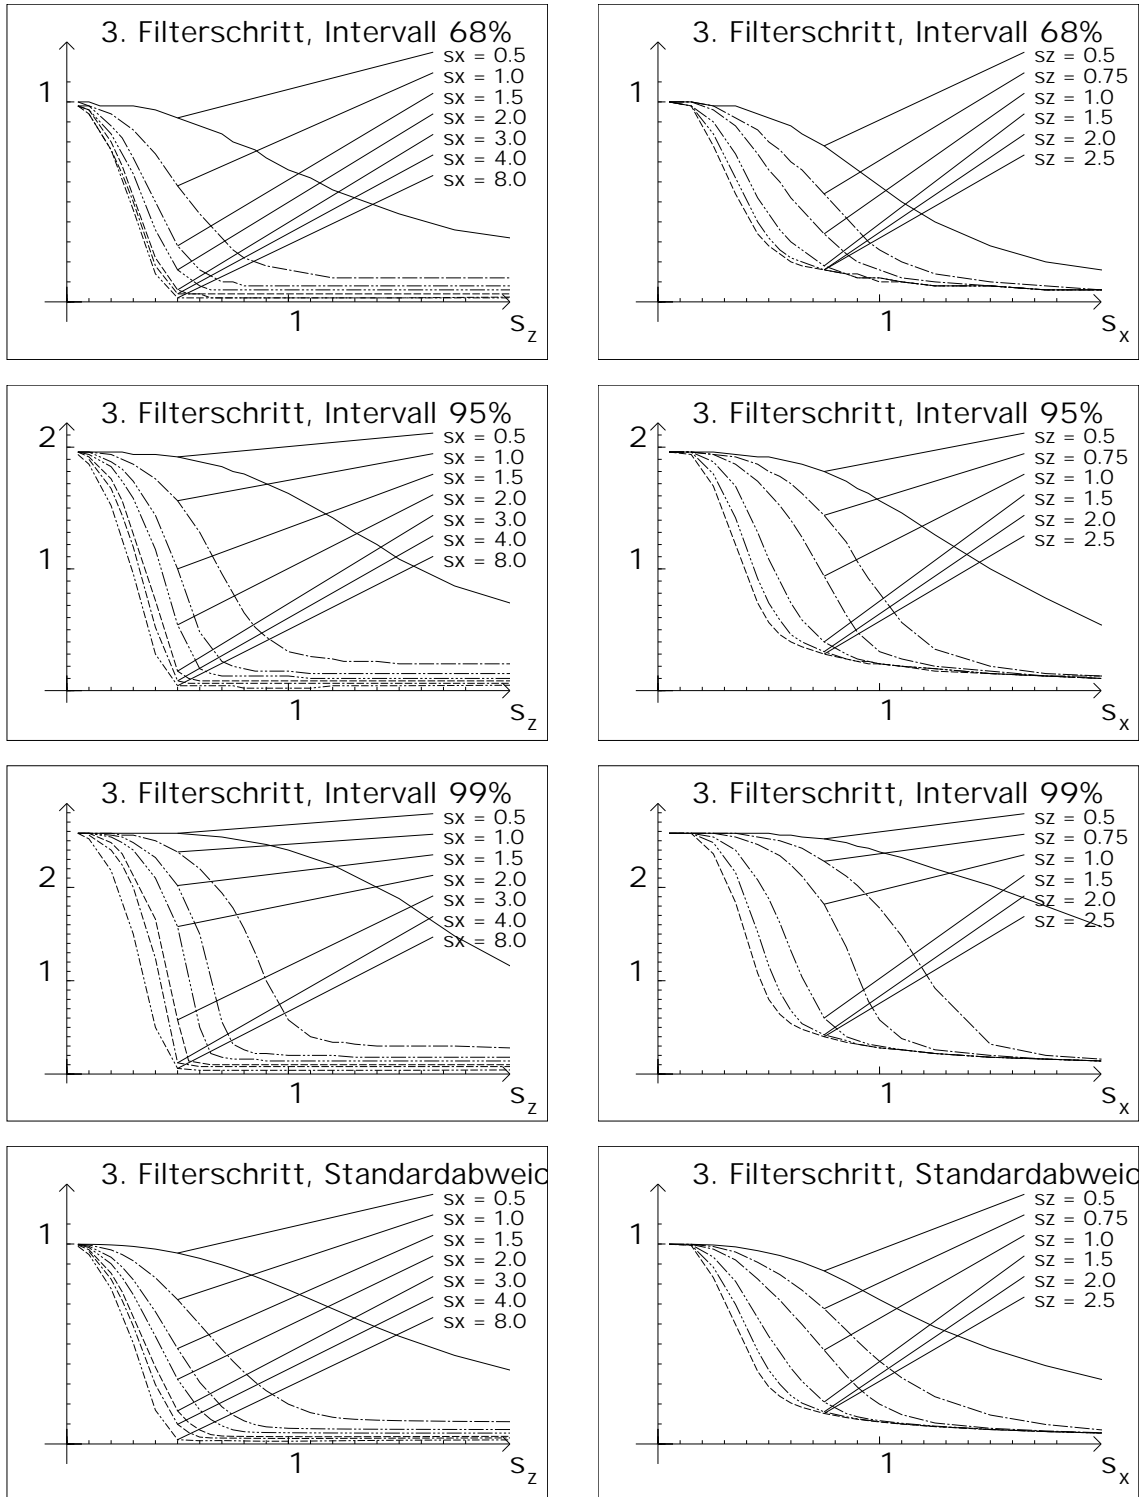 3. Filterschritt, Intervall 68%
sx = 0.5
sx = 1.0
sx = 1.5
sx = 2.0
sx = 3.0
sx = 4.0
sx = 8.0
1
1
s_z
3. Filterschritt, Intervall 68%
sz = 0.5
sz = 0.75
sz = 1.0
sz = 1.5
sz = 2.0
sz = 2.5
1
1
s_x
3. Filterschritt, Intervall 95%
2
sx = 0.5
sx = 1.0
sx = 1.5
sx = 2.0
sx = 3.0
sx = 4.0
sx = 8.0
1
1
s_z
3. Filterschritt, Intervall 95%
2
sz = 0.5
sz = 0.75
sz = 1.0
sz = 1.5
sz = 2.0
sz = 2.5
1
1
s_x
3. Filterschritt, Intervall 99%
sx = 0.5
sx = 1.0
sx = 1.5
sx = 2.0
sx = 3.0
sx = 4.0
sx = 8.0
2
1
1
s_z
3. Filterschritt, Intervall 99%
sz = 0.5
sz = 0.75
sz = 1.0
sz = 1.5
sz = 2.0
sz = 2.5
2
1
1
s_x
3. Filterschritt, Standardabweic
sx = 0.5
sx = 1.0
sx = 1.5
sx = 2.0
sx = 3.0
sx = 4.0
sx = 8.0
1
1
s_z
3. Filterschritt, Standardabweic
sz = 0.5
sz = 0.75
sz = 1.0
sz = 1.5
sz = 2.0
sz = 2.5
1
1
s_x